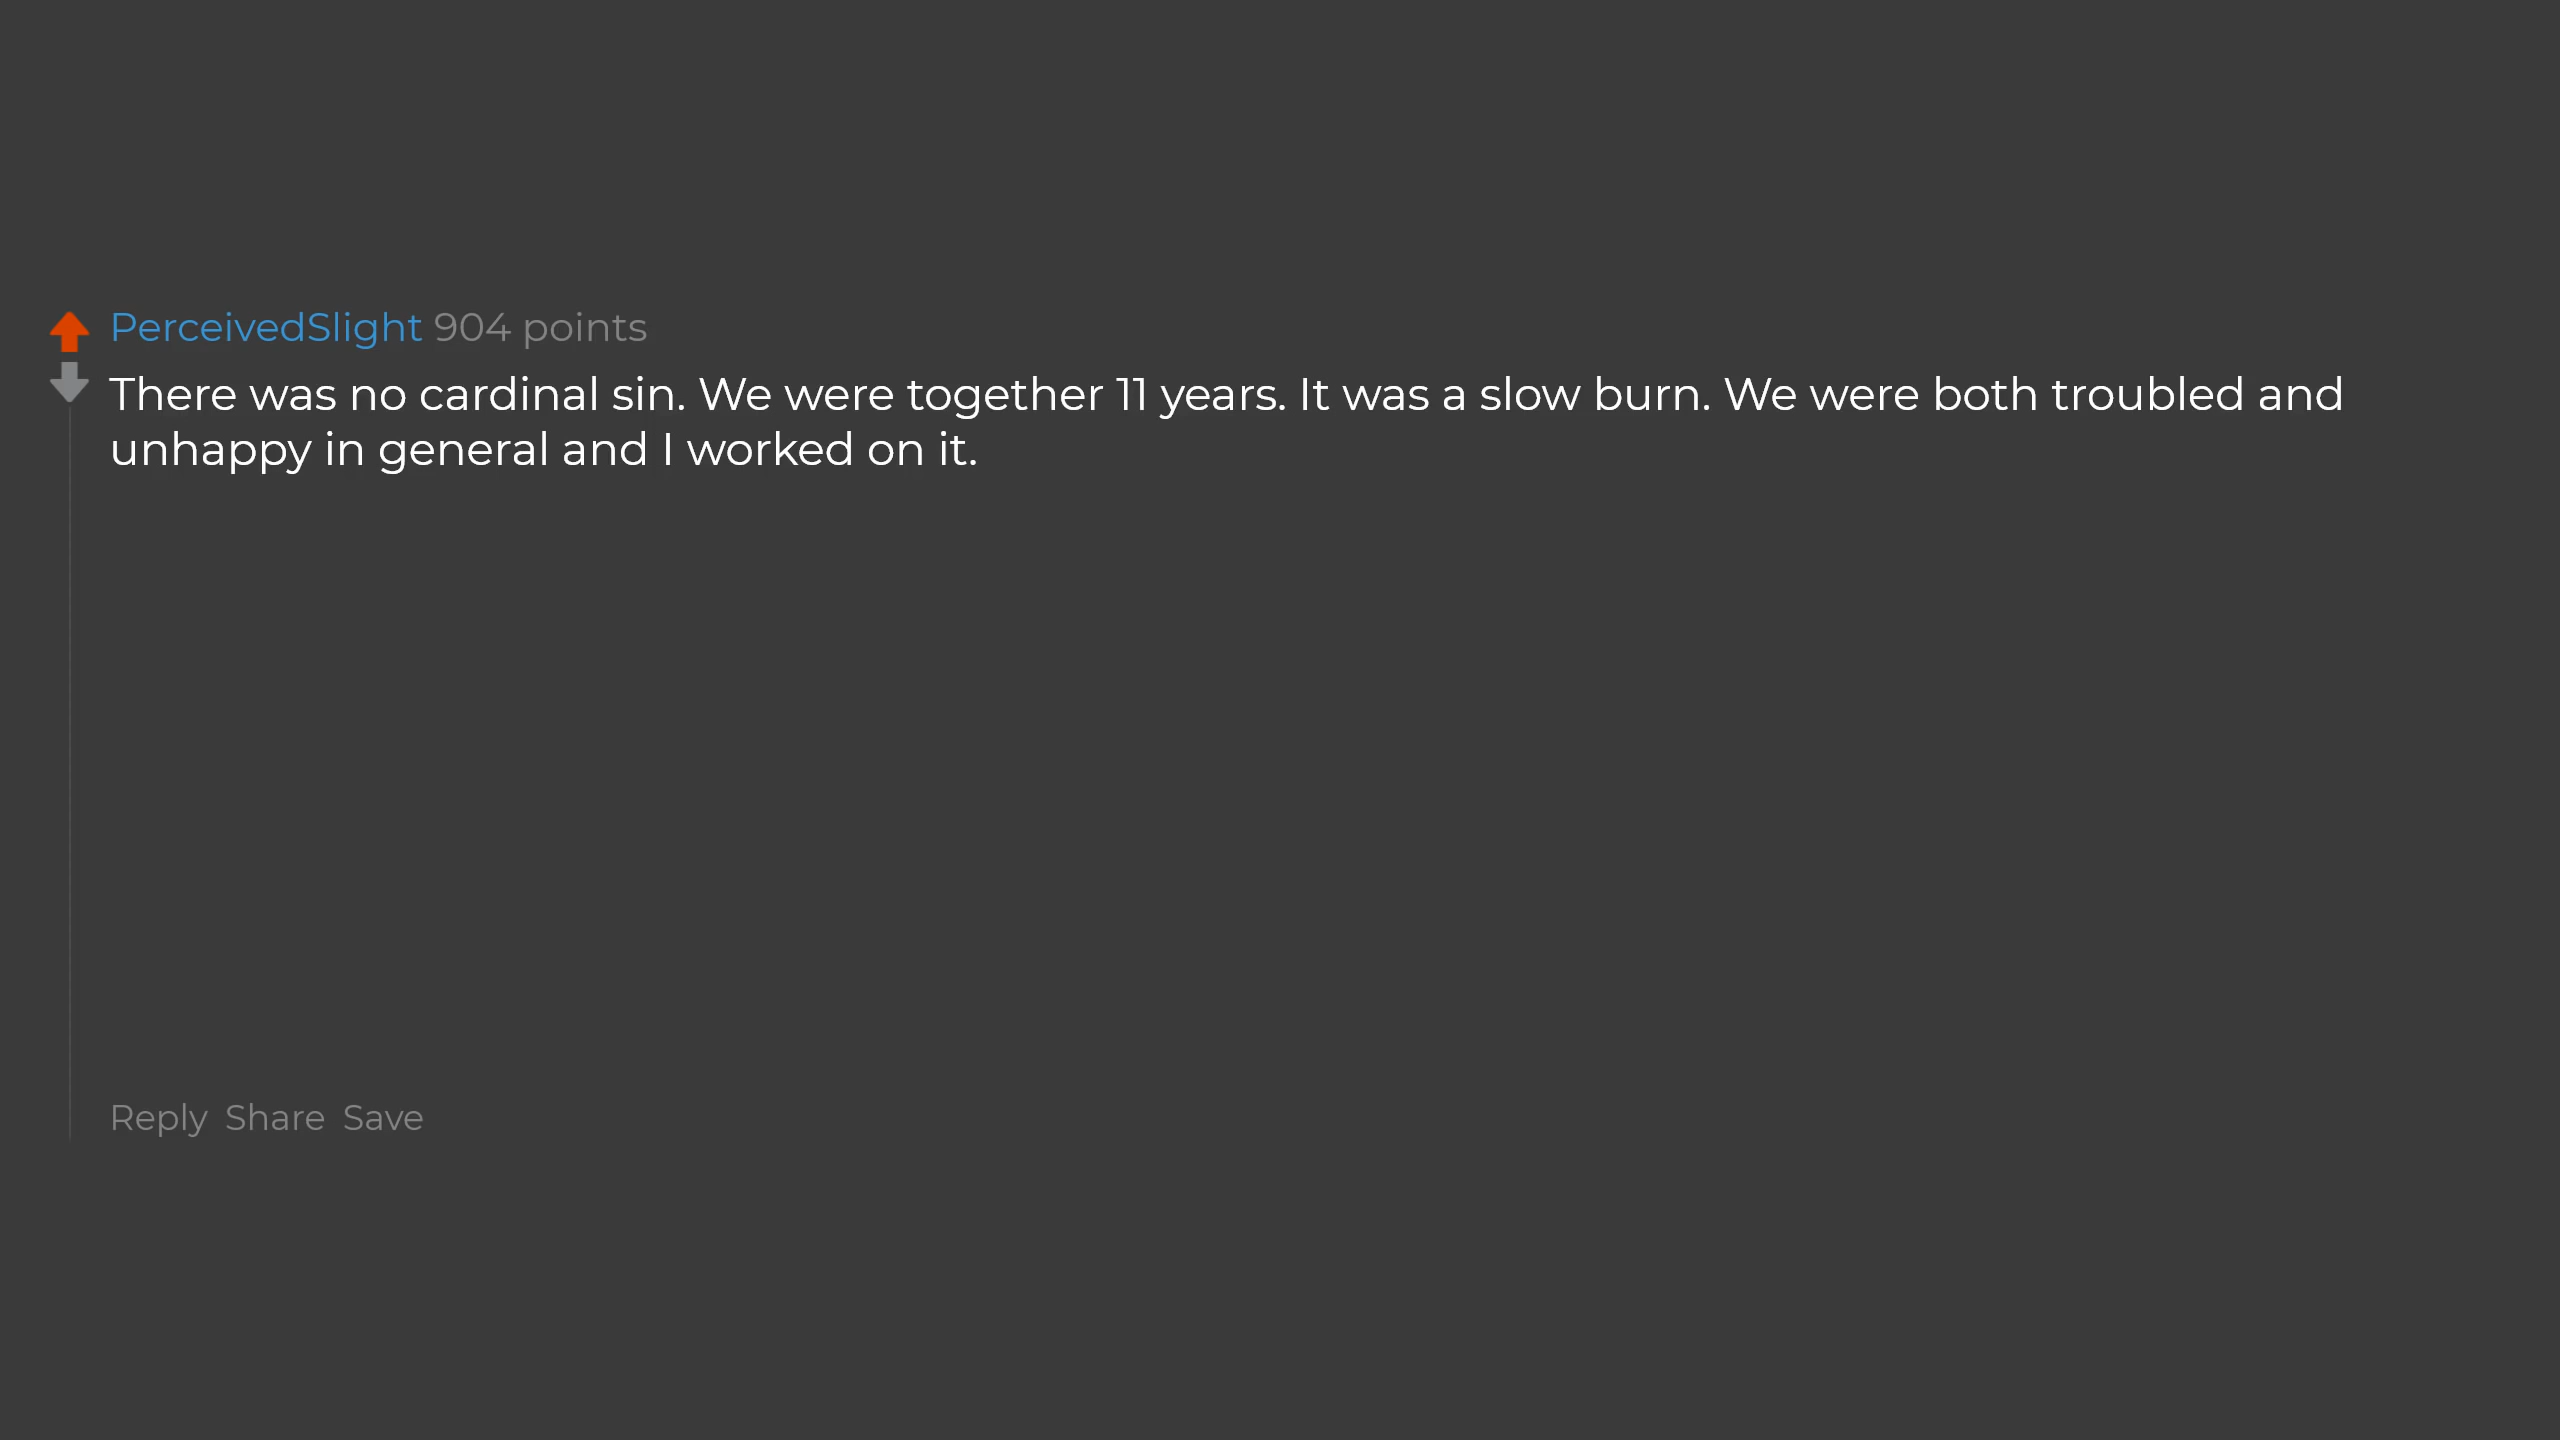 PerceivedSlight 904 points
There was no cardinal sin. We were together 11 years. It was a slow burn. We were both troubled and
unhappy in general and I worked on it.
Reply Share Save